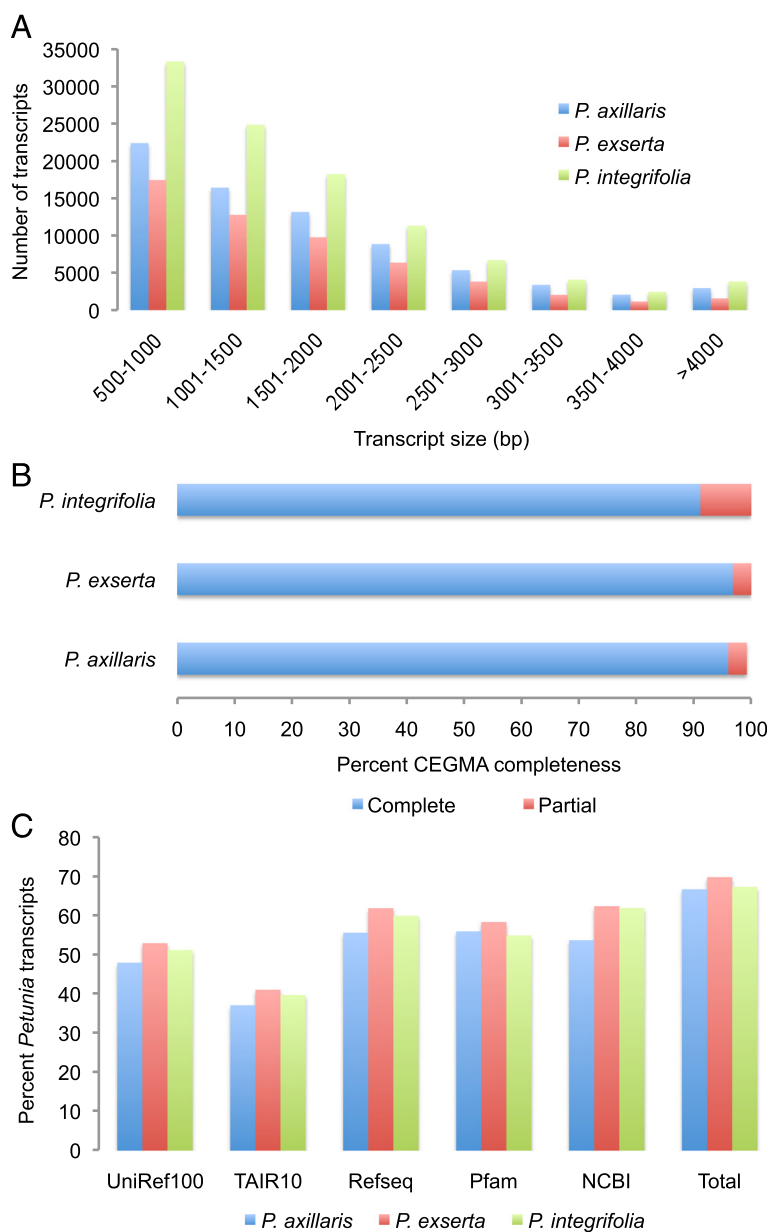 A
35000
30000
25000
20000
15000
10000
5000
0
Number of transcripts
P. axillaris
P. exserta
P. integrifolia
500-1000
1001-1500
1501-2000
2001-2500
2501-3000
3001-3500
3501-4000
>4000
Transcript size (bp)
B
P. integrifolia
P. exserta
P. axillaris
0 10 20 30 40 50 60 70 80 90 100
Percent CEGMA completeness
Complete Partial
C
80
70
60
50
40
30
20
10
0
Percent Petunia transcripts
UniRef100 TAIR10 Refseq Pfam NCBI Total
P. axillaris P. exserta P. integrifolia